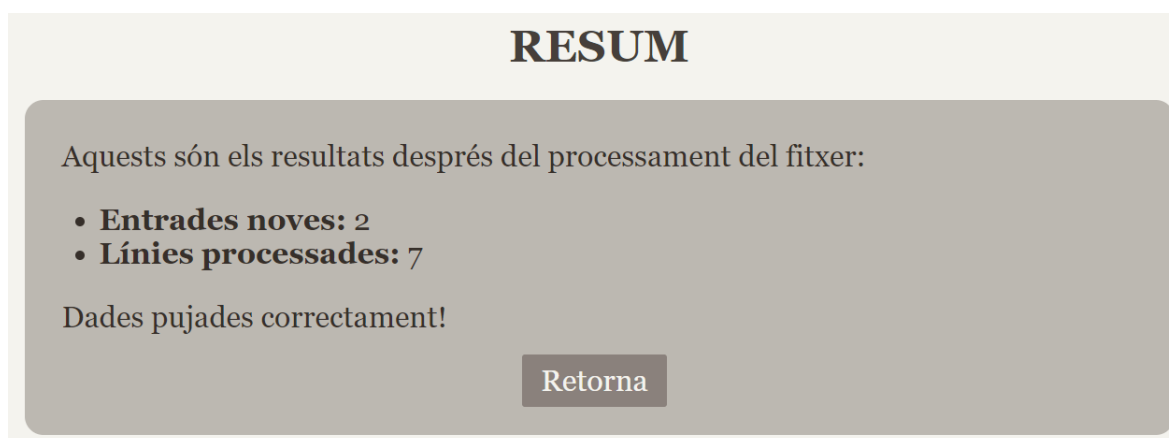 RESUM
Aquests són els resultats després del processament del fitxer:
• Entrades noves: 2
• Línies processades: 7
Dades pujades correctament!
Retorna